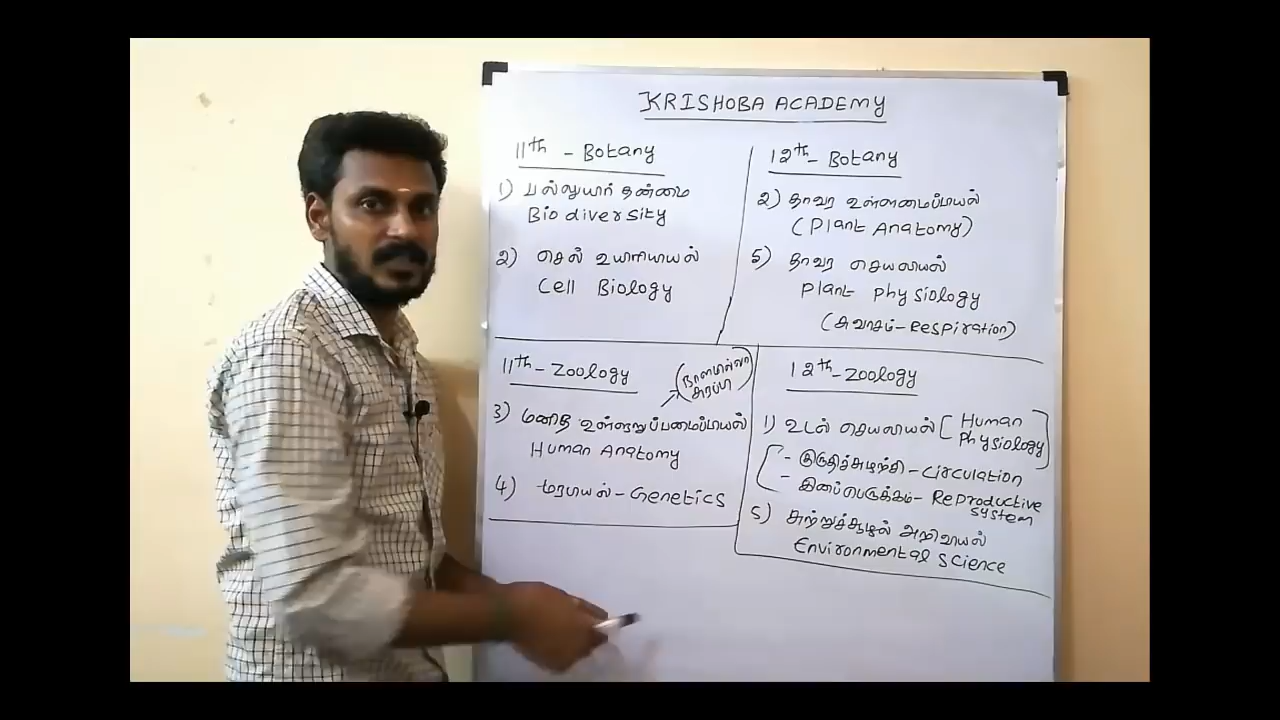 KRISHOBA ACADEMY
11th - Botany
1) பல்லுயிர் தன்மை
Bio diversity
2) செல் உயிரியியல்
Cell Biology
12th - Botany
2) தாவர உள்ளமைப்பியல்
(Plant Anatomy)
5) தாவர செயலியல்
Plant Physiology
(சுவாசம் - Respiration)
11th - Zoology
(நாளமில்லா
சுரப்பி)
3) மனித உள்ளுறுப்பமைப்பியல்
Human Anatomy
4) மரபியல் - Genetics
12th - Zoology
1) உடல் செயலியல் [Human
Physiology]
- குருதிச்சுழற்சி - Circulation
- இனப்பெருக்கம் - Reproductive
System
5) சுற்றுச்சூழல் அறிவியல்
Environmental Science